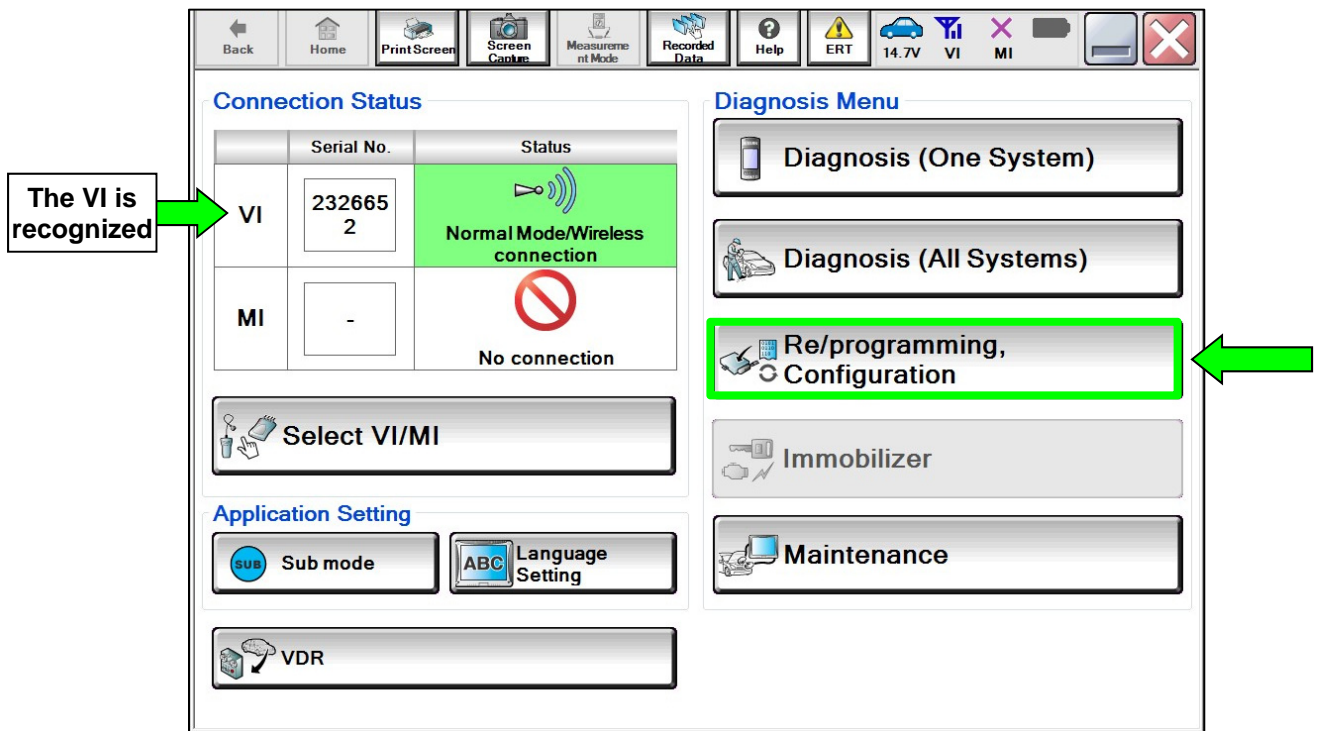 Back
Home
Print Screen
Screen
Capture
Measureme
nt Mode
Recorded
Data
Help
ERT
14.7V
VI
MI
Connection Status
Serial No.
Status
The VI is
recognized
VI
232665
2
Normal Mode/Wireless
connection
MI
-
No connection
Select VI/MI
Application Setting
SUB
Sub mode
ABC
Language
Setting
VDR
Diagnosis Menu
Diagnosis (One System)
Diagnosis (All Systems)
Re/programming,
Configuration
Immobilizer
Maintenance